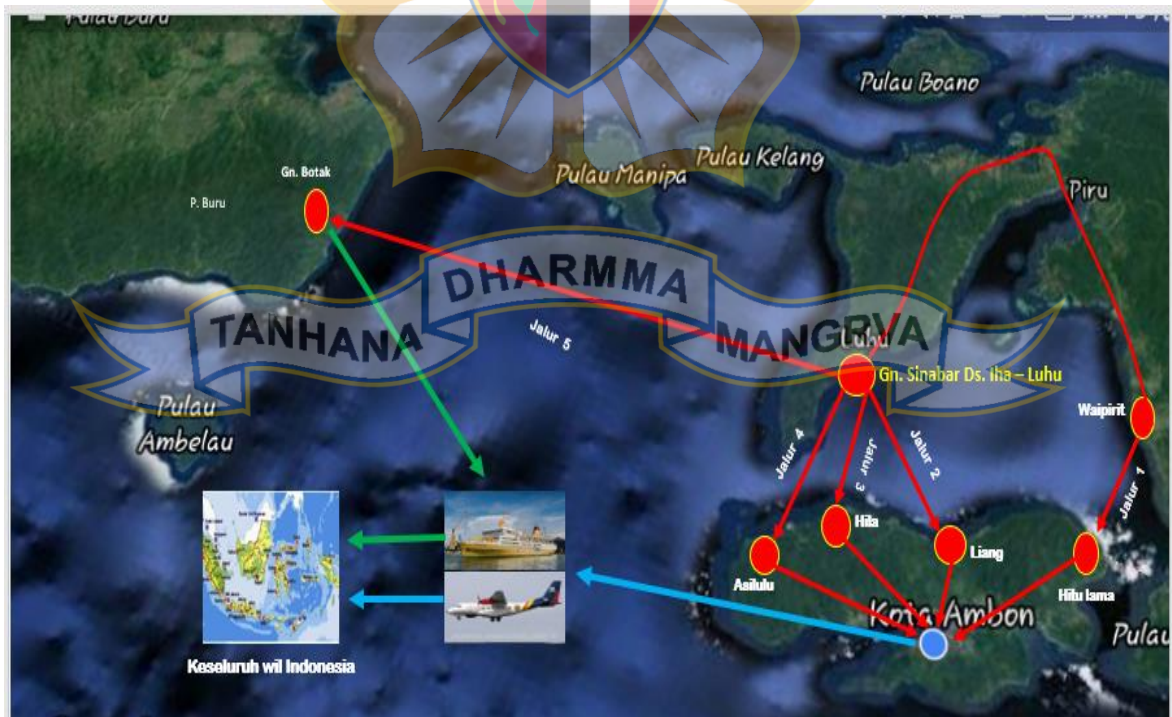 Pulau Buru
Pulau Boano
Pulau Kelang
Pulau Manipa
Gn. Botak
Piru
P. Buru
DHARMMA
TANHANA
MANGRVA
Jalur 5
Luhu
Gn. Sinabar Ds. Iha – Luhu
Pulau
Ambelau
Waipirit
Jalur 4
Jalur 3
Jalur 2
Jalur 1
Hila
Liang
Asilulu
Hitu lama
Kota Ambon
Pulau
Keseluruh wil Indonesia